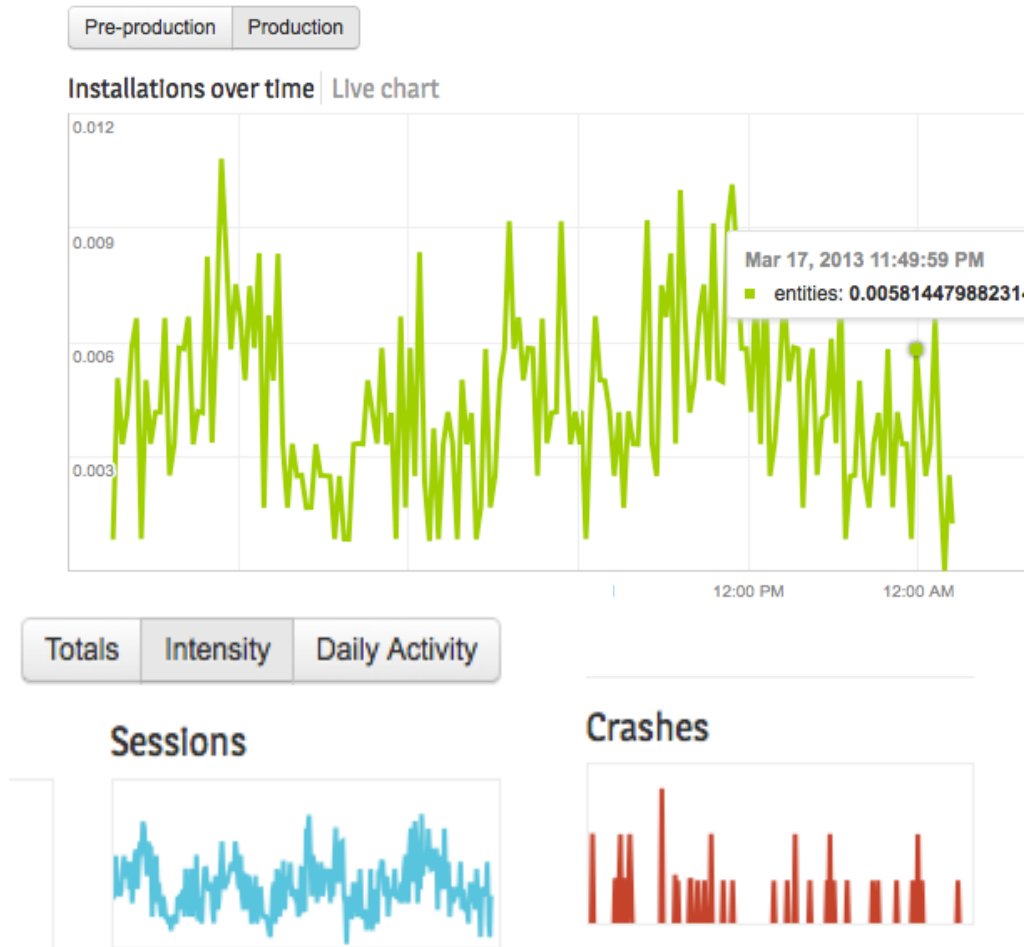 Pre-production Production
Installations over time Live chart
0.012
0.009
Mar 17, 2013 11:49:59 PM
entities: 0.00581447988231
0.006
0.003
12:00 PM 12:00 AM
Totals Intensity Daily Activity
Sessions
Crashes